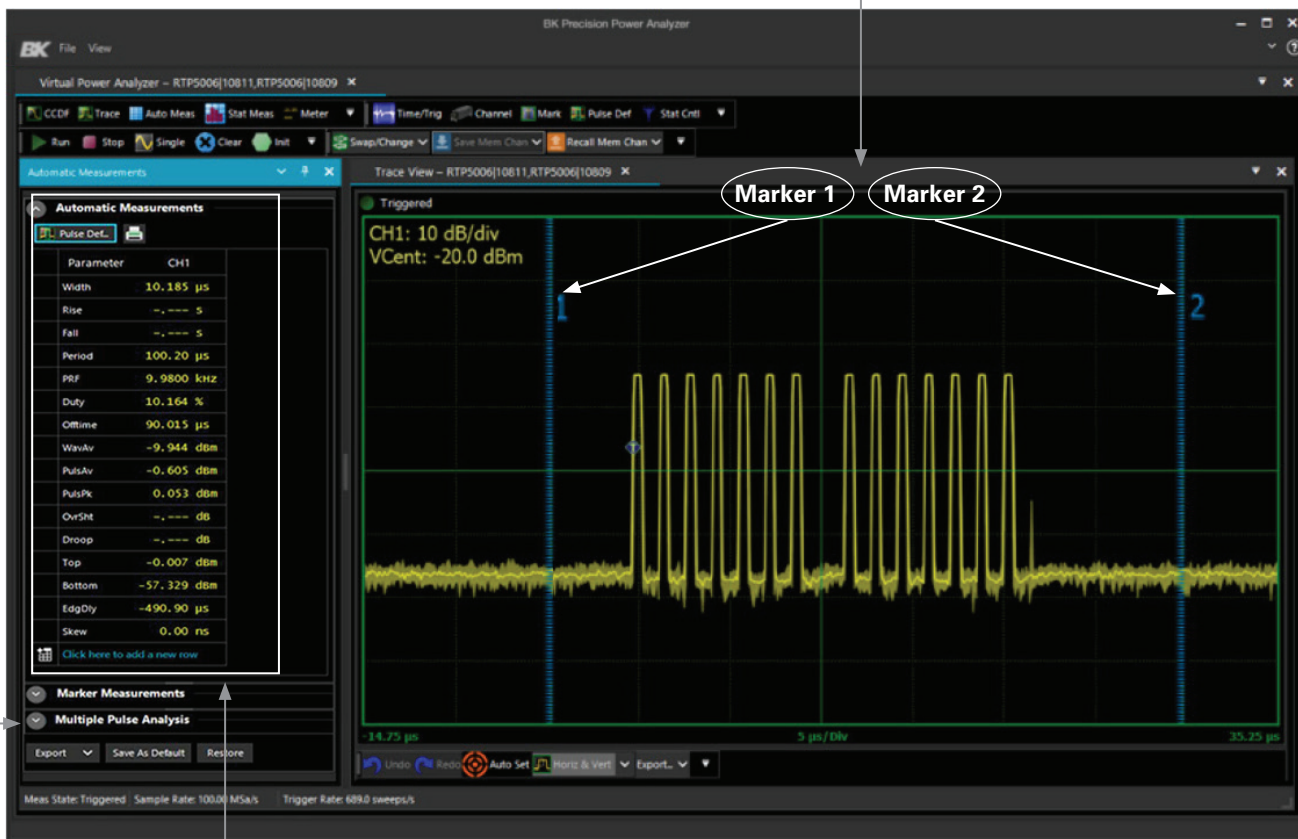 BK Precision Power Analyzer
BK File View
Virtual Power Analyzer – RTP5006|10811,RTP5006|10809
CCDF Trace Auto Meas Stat Meas Meter Time/Trig Channel Mark Pulse Def Stat Cntl
Run Stop Single Clear Init Swap/Change Save Mem Chan Recall Mem Chan
Automatic Measurements
Trace View – RTP5006|10811,RTP5006|10809
Automatic Measurements
Pulse Def...
Parameter CH1
Width 10.185 µs
Rise -.--- s
Fall -.--- s
Period 100.20 µs
PRF 9.9800 kHz
Duty 10.164 %
Offtime 90.015 µs
WavAv -9.944 dBm
PulsAv -0.605 dBm
PulsPk 0.053 dBm
OvrSht -.--- dB
Droop -.--- dB
Top -0.007 dBm
Bottom -57.329 dBm
EdgDly -490.90 µs
Skew 0.00 ns
Click here to add a new row
Marker Measurements
Multiple Pulse Analysis
Export Save As Default Restore
Triggered
Marker 1 Marker 2
CH1: 10 dB/div
VCent: -20.0 dBm
1 2
-14.75 µs 5 µs/Div 35.25 µs
Undo Redo Auto Set Horiz & Vert Export...
Meas State: Triggered Sample Rate: 100.00 MSa/s Trigger Rate: 689.0 sweeps/s